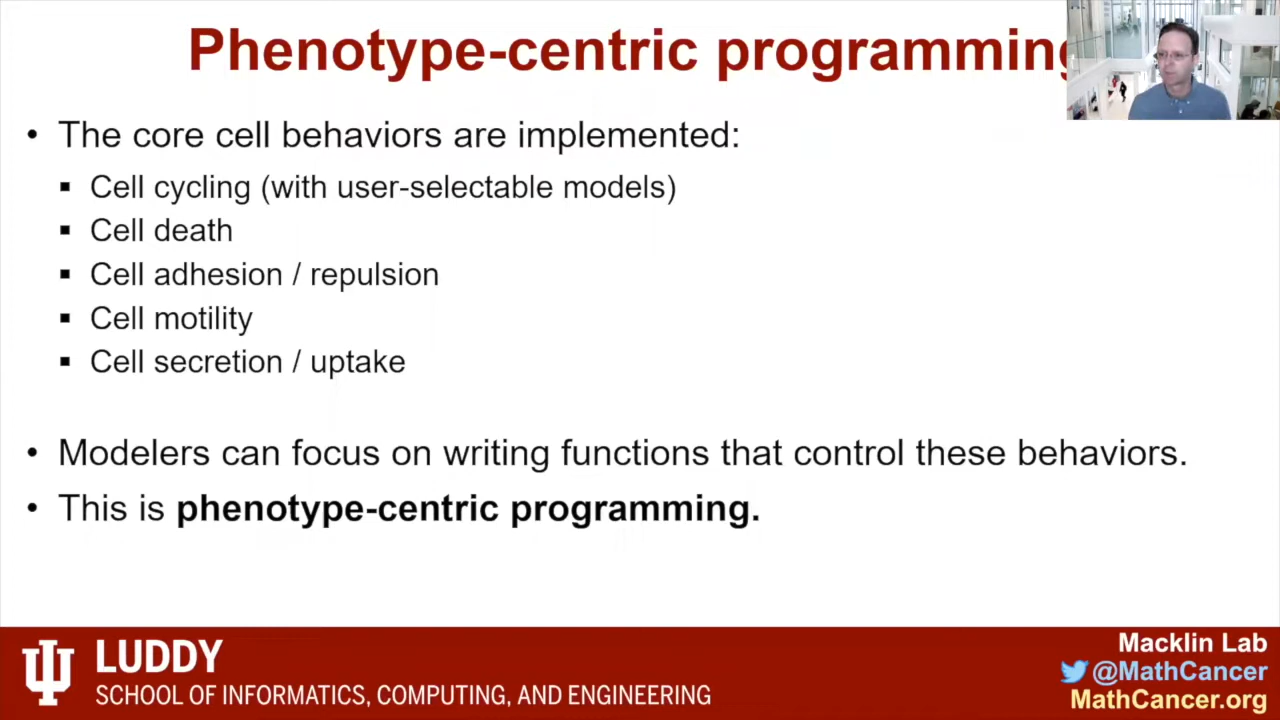 Phenotype-centric programming
• The core cell behaviors are implemented:
▪ Cell cycling (with user-selectable models)
▪ Cell death
▪ Cell adhesion / repulsion
▪ Cell motility
▪ Cell secretion / uptake
• Modelers can focus on writing functions that control these behaviors.
• This is phenotype-centric programming.
LUDDY
SCHOOL OF INFORMATICS, COMPUTING, AND ENGINEERING
Macklin Lab
@MathCancer
MathCancer.org